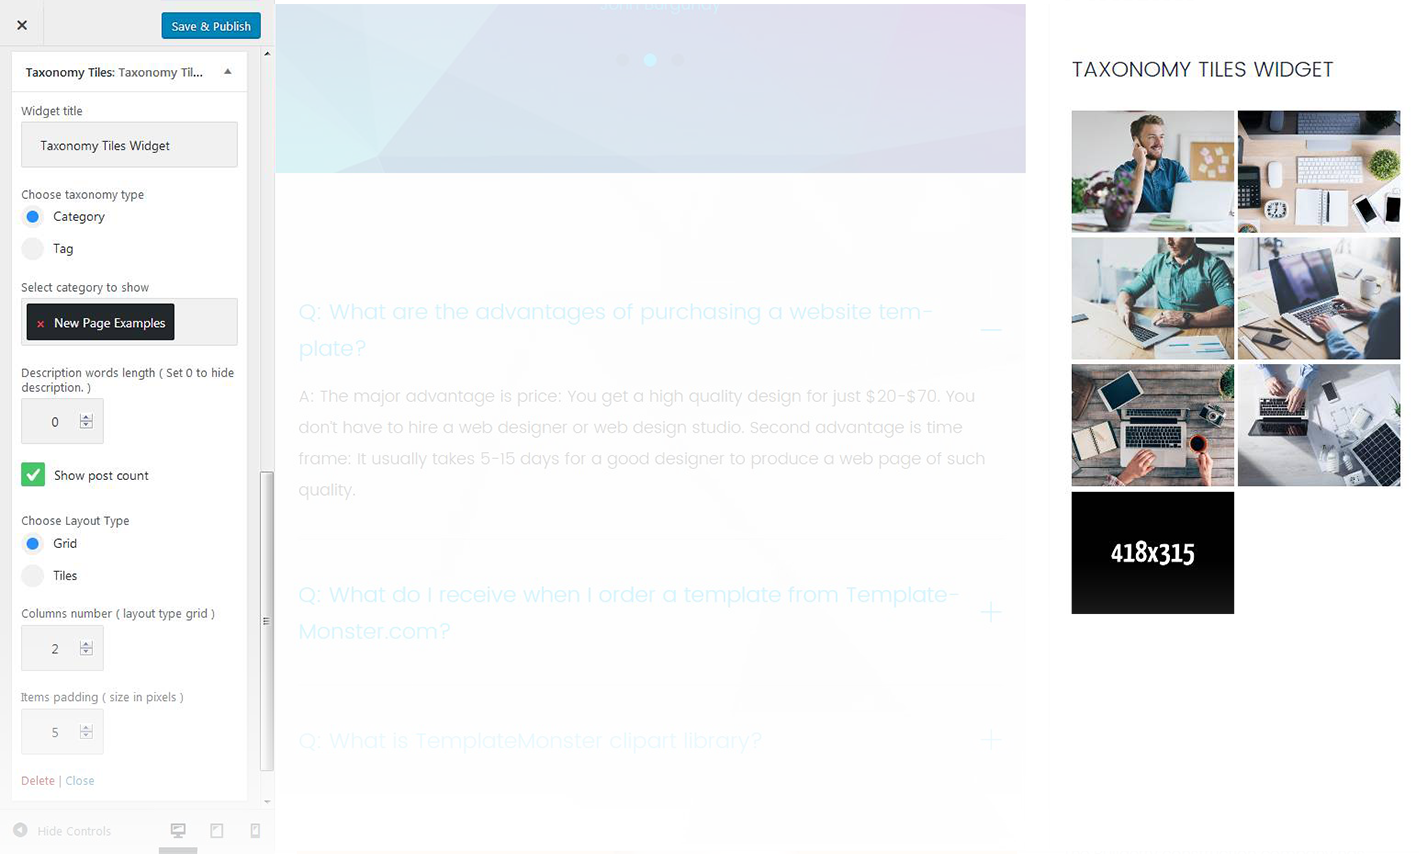 Save & Publish
Taxonomy Tiles: Taxonomy Til...
Widget title
Taxonomy Tiles Widget
Choose taxonomy type
Category
Tag
Select category to show
× New Page Examples
Description words length ( Set 0 to hide
description. )
0
Show post count
Choose Layout Type
Grid
Tiles
Columns number ( layout type grid )
2
Items padding ( size in pixels )
5
Delete | Close
Hide Controls
John Burgundy
Q: What are the advantages of purchasing a website tem-
plate?
A: The major advantage is price: You get a high quality design for just $20-$70. You
don't have to hire a web designer or web design studio. Second advantage is time
frame: It usually takes 5-15 days for a good designer to produce a web page of such
quality.
Q: What do I receive when I order a template from Template-
Monster.com?
Q: What is TemplateMonster clipart library?
TAXONOMY TILES WIDGET
418x315